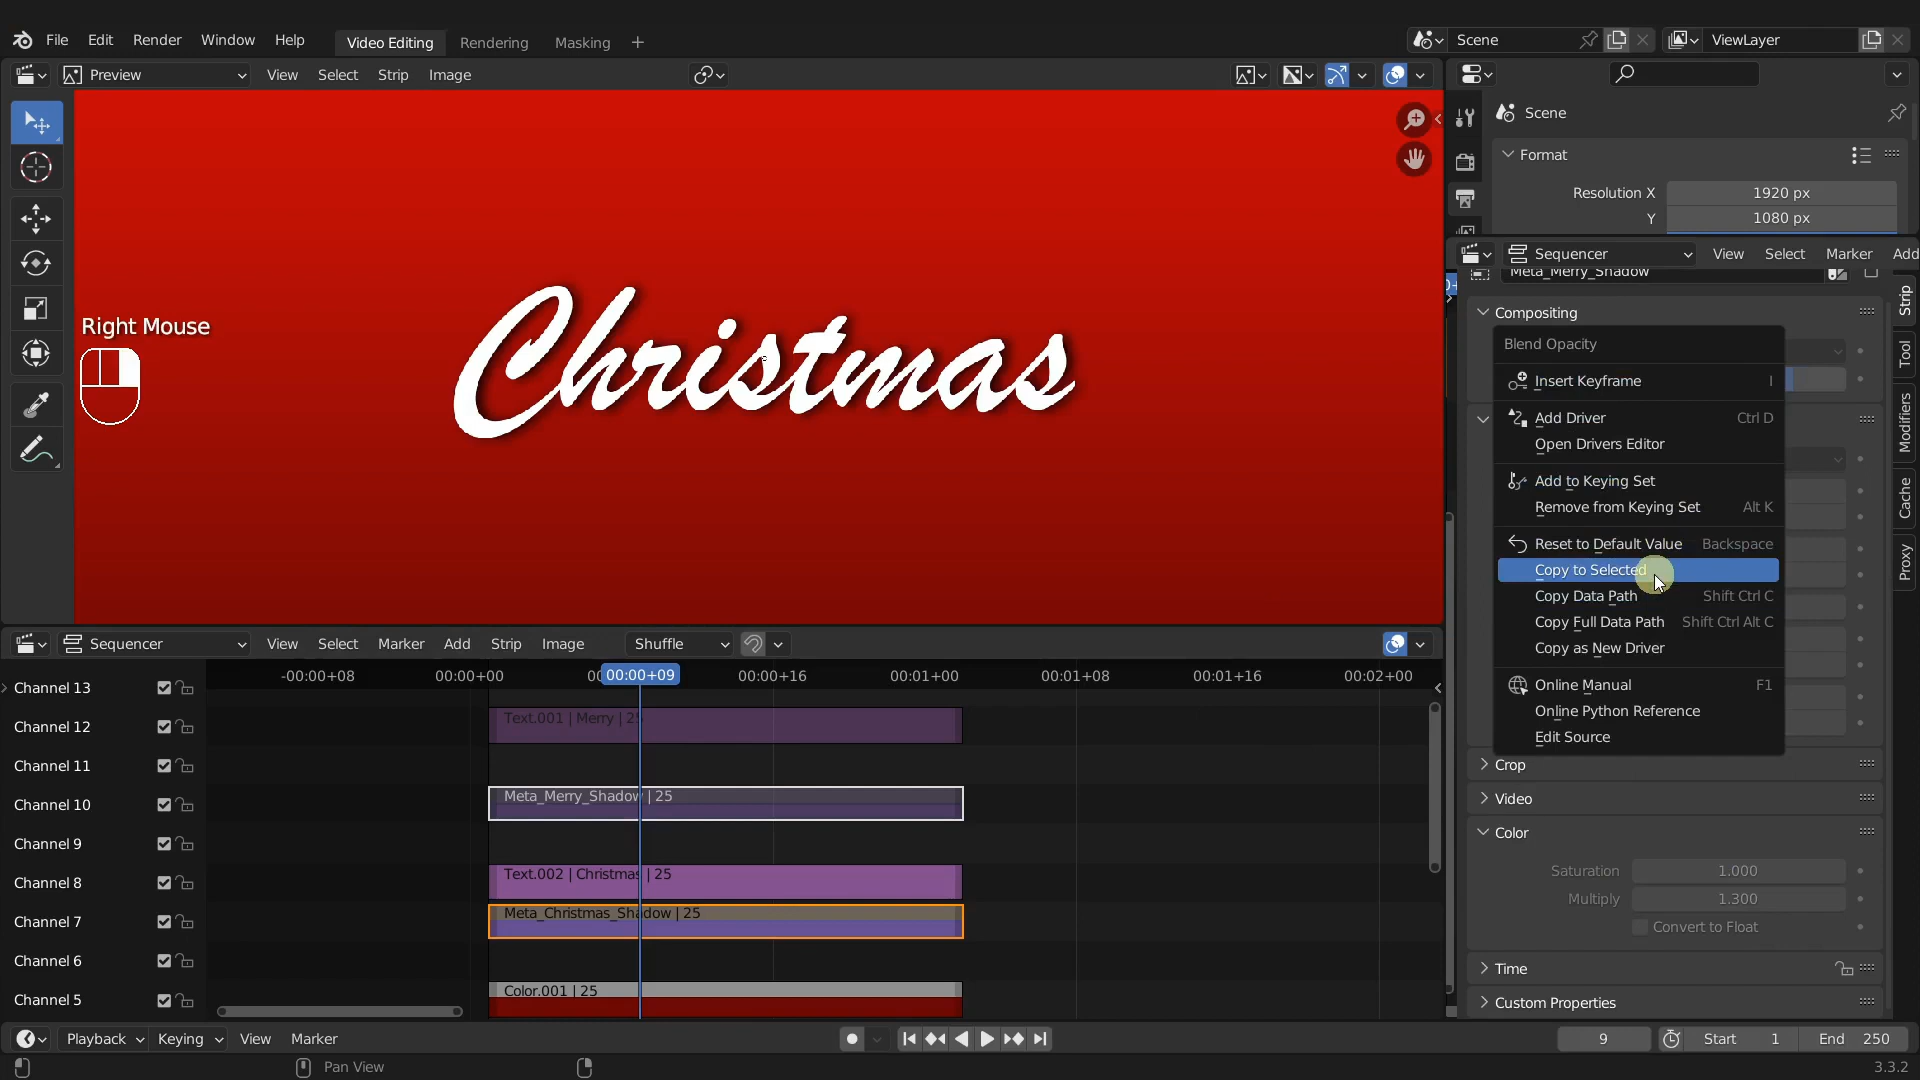 File Edit Render Window Help Video Editing Rendering Masking + Scene ViewLayer
Preview View Select Strip Image
Scene
Format
Resolution X 1920 px
Y 1080 px
Sequencer View Select Marker Add
Meta_Merry_Shadow
Compositing
Blend Opacity
Insert Keyframe I
Add Driver Ctrl D
Open Drivers Editor
Add to Keying Set
Remove from Keying Set Alt K
Reset to Default Value Backspace
Copy to Selected
Copy Data Path Shift Ctrl C
Copy Full Data Path Shift Ctrl Alt C
Copy as New Driver
Online Manual F1
Online Python Reference
Edit Source
Strip
Tool
Modifiers
Cache
Proxy
Christmas
Right Mouse
Crop
Video
Color
Saturation 1.000
Multiply 1.300
Convert to Float
Time
Custom Properties
Sequencer View Select Marker Add Strip Image Shuffle
-00:00+08 00:00+00 00:00+09 00:00+16 00:01+00 00:01+08 00:01+16 00:02+00
Channel 13
Channel 12 Text.001 | Merry | 25
Channel 11
Channel 10 Meta_Merry_Shadow | 25
Channel 9
Channel 8 Text.002 | Christmas | 25
Channel 7 Meta_Christmas_Shadow | 25
Channel 6
Channel 5 Color.001 | 25
Playback Keying View Marker 9 Start 1 End 250
Pan View 3.3.2